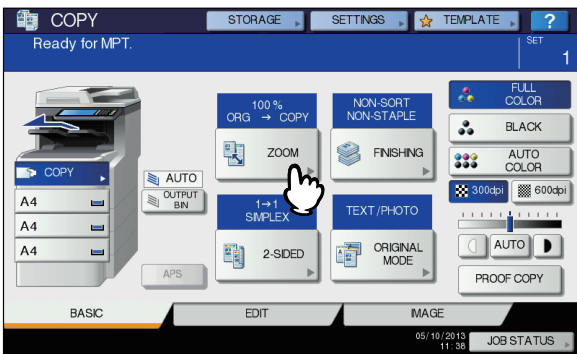 COPY
STORAGE
SETTINGS
TEMPLATE
?
Ready for MPT.
SET
1
100 %
ORG → COPY
ZOOM
NON-SORT
NON-STAPLE
FINISHING
FULL
COLOR
BLACK
AUTO
COLOR
300dpi
600dpi
COPY
A4
A4
A4
A4
AUTO
OUTPUT
BIN
APS
1→1
SIMPLEX
2-SIDED
TEXT/PHOTO
ORIGINAL
MODE
AUTO
PROOF COPY
BASIC
EDIT
IMAGE
05/10/2013
11:38
JOB STATUS